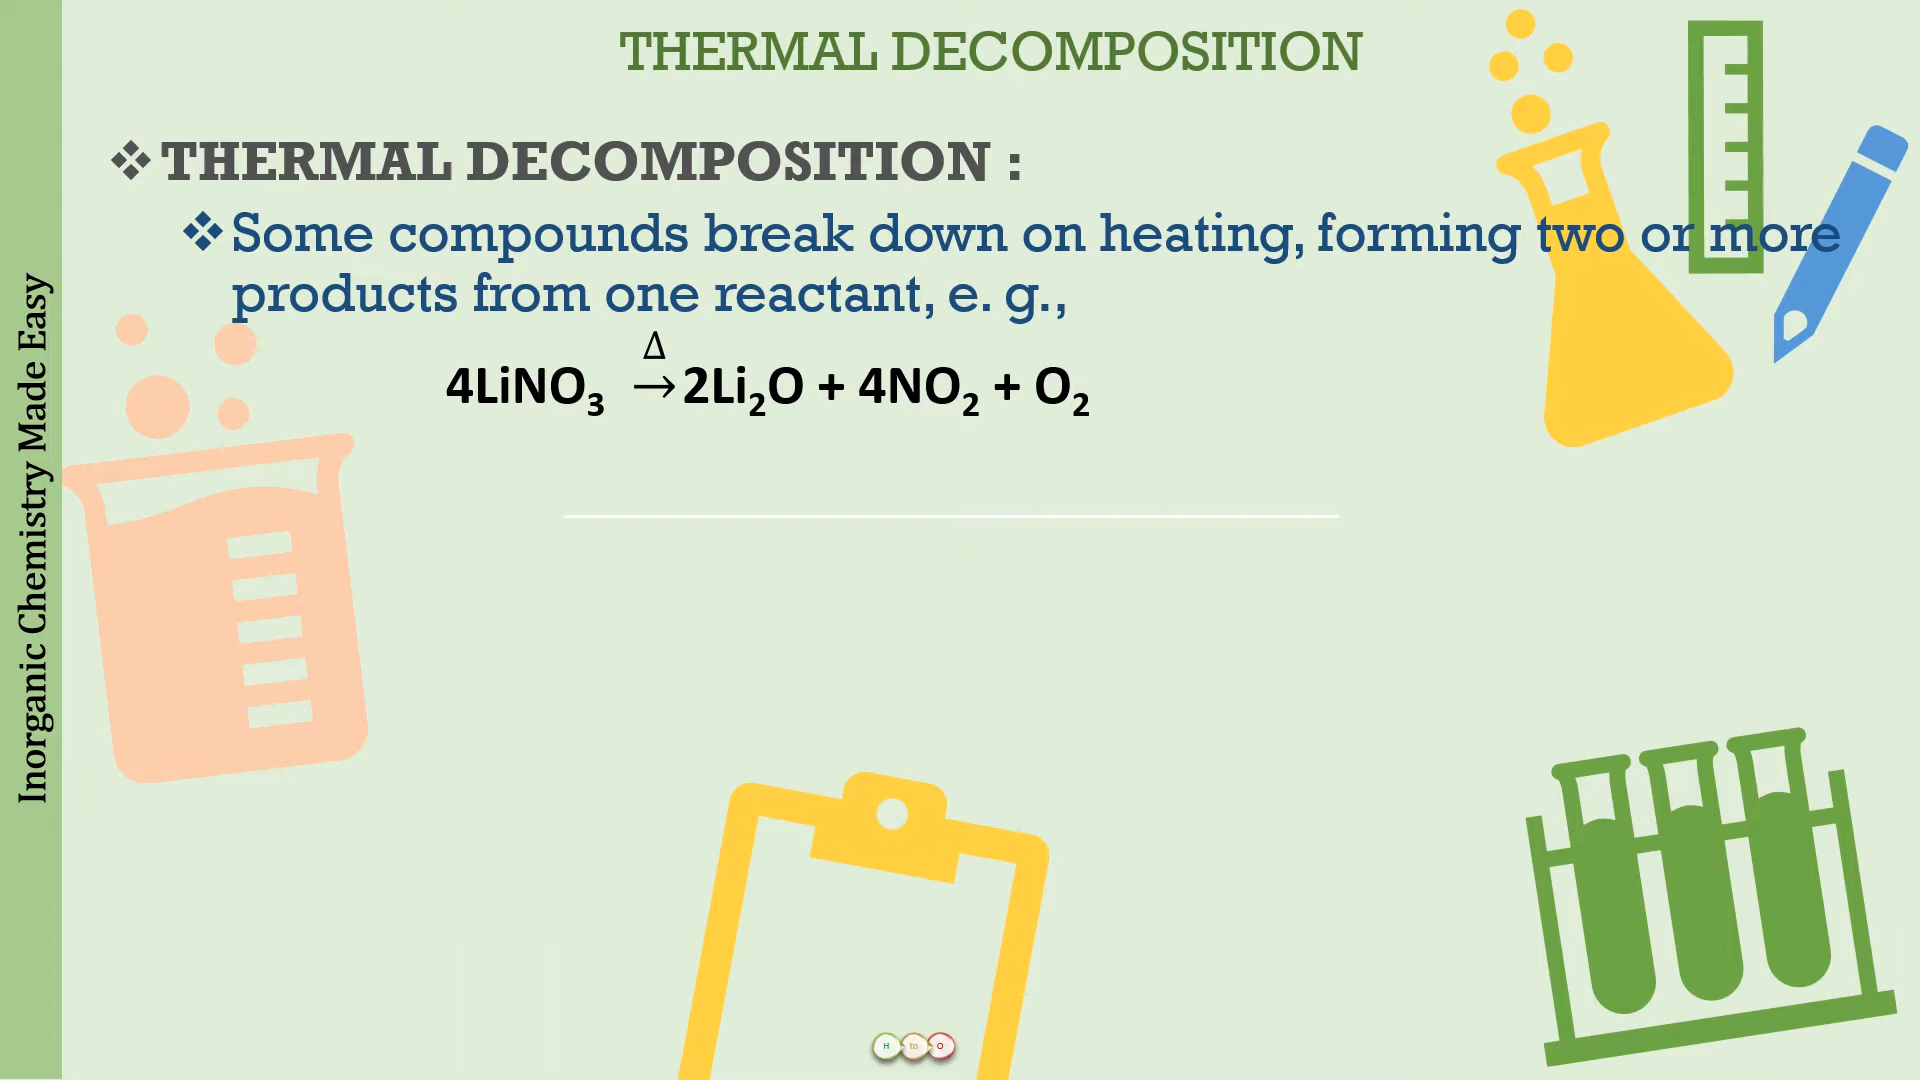 THERMAL DECOMPOSITION
❖THERMAL DECOMPOSITION :
❖Some compounds break down on heating, forming two or more
products from one reactant, e. g.,
Δ
4LiNO₃ →2Li₂O + 4NO₂ + O₂
Inorganic Chemistry Made Easy
H to O